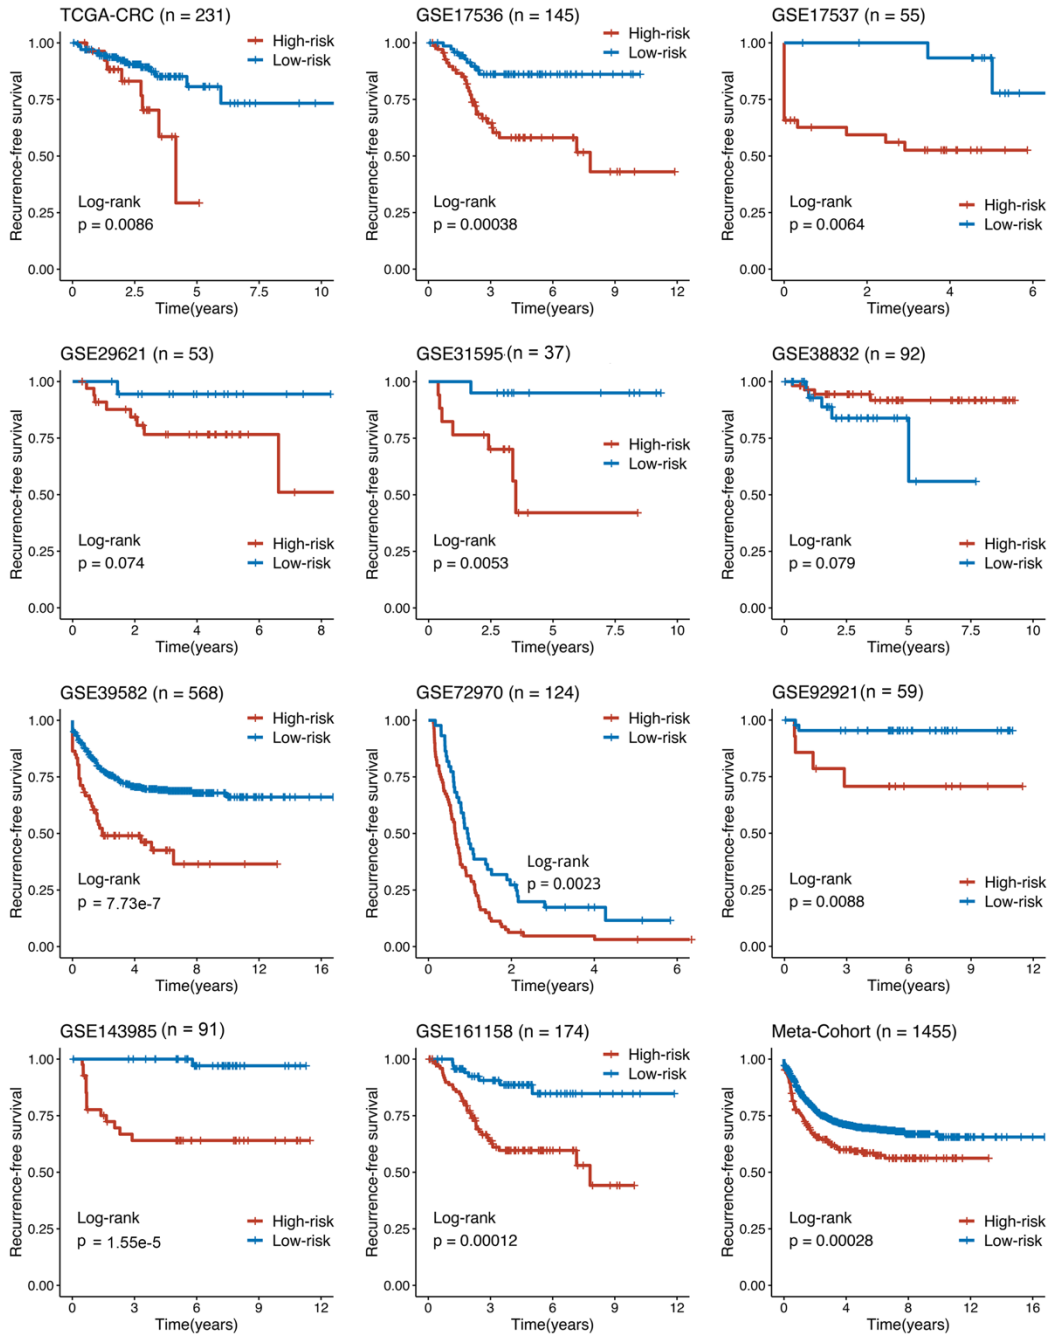 TCGA-CRC (n = 231)
Recurrence-free survival
1.00
0.75
0.50
0.25
0.00
High-risk
Low-risk
Log-rank
p = 0.0086
0 2.5 5 7.5 10
Time(years)
GSE17536 (n = 145)
Recurrence-free survival
1.00
0.75
0.50
0.25
0.00
High-risk
Low-risk
Log-rank
p = 0.00038
0 3 6 9 12
Time(years)
GSE17537 (n = 55)
Recurrence-free survival
1.00
0.75
0.50
0.25
0.00
High-risk
Low-risk
Log-rank
p = 0.0064
0 2 4 6
Time(years)
GSE29621 (n = 53)
Recurrence-free survival
1.00
0.75
0.50
0.25
0.00
Log-rank
p = 0.074
High-risk
Low-risk
0 2 4 6 8
Time(years)
GSE31595 (n = 37)
Recurrence-free survival
1.00
0.75
0.50
0.25
0.00
High-risk
Low-risk
Log-rank
p = 0.0053
0 2.5 5 7.5 10
Time(years)
GSE38832 (n = 92)
Recurrence-free survival
1.00
0.75
0.50
0.25
0.00
Log-rank
p = 0.079
High-risk
Low-risk
0 2.5 5 7.5 10
Time(years)
GSE39582 (n = 568)
Recurrence-free survival
1.00
0.75
0.50
0.25
0.00
High-risk
Low-risk
Log-rank
p = 7.73e-7
0 4 8 12 16
Time(years)
GSE72970 (n = 124)
Recurrence-free survival
1.00
0.75
0.50
0.25
0.00
High-risk
Low-risk
Log-rank
p = 0.0023
0 2 4 6
Time(years)
GSE92921 (n = 59)
Recurrence-free survival
1.00
0.75
0.50
0.25
0.00
Log-rank
p = 0.0088
High-risk
Low-risk
0 3 6 9 12
Time(years)
GSE143985 (n = 91)
Recurrence-free survival
1.00
0.75
0.50
0.25
0.00
Log-rank
p = 1.55e-5
High-risk
Low-risk
0 3 6 9 12
Time(years)
GSE161158 (n = 174)
Recurrence-free survival
1.00
0.75
0.50
0.25
0.00
High-risk
Low-risk
Log-rank
p = 0.00012
0 3 6 9 12
Time(years)
Meta-Cohort (n = 1455)
Recurrence-free survival
1.00
0.75
0.50
0.25
0.00
Log-rank
p = 0.00028
High-risk
Low-risk
0 4 8 12 16
Time(years)